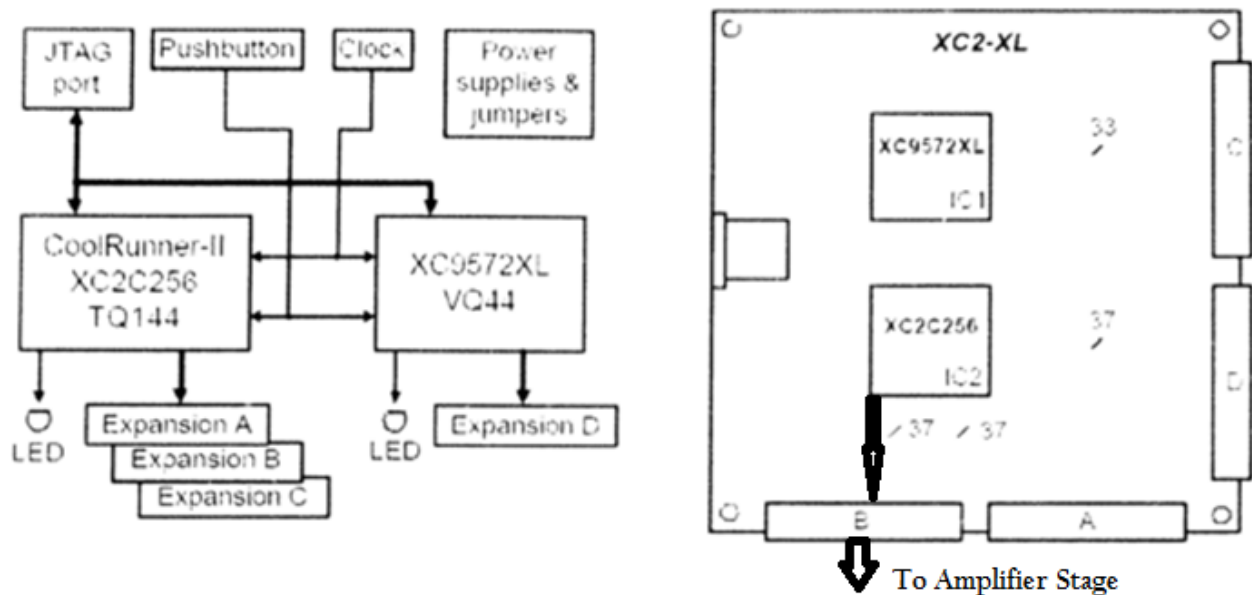 JTAG
port
Pushbutton
Clock
Power
supplies &
jumpers
CoolRunner-II
XC2C256
TQ144
XC9572XL
VQ44
LED
Expansion A
Expansion B
Expansion C
LED
Expansion D
XC2-XL
XC9572XL
IC1
33
C
XC2C256
IC2
37
D
37
37
B
A
To Amplifier Stage